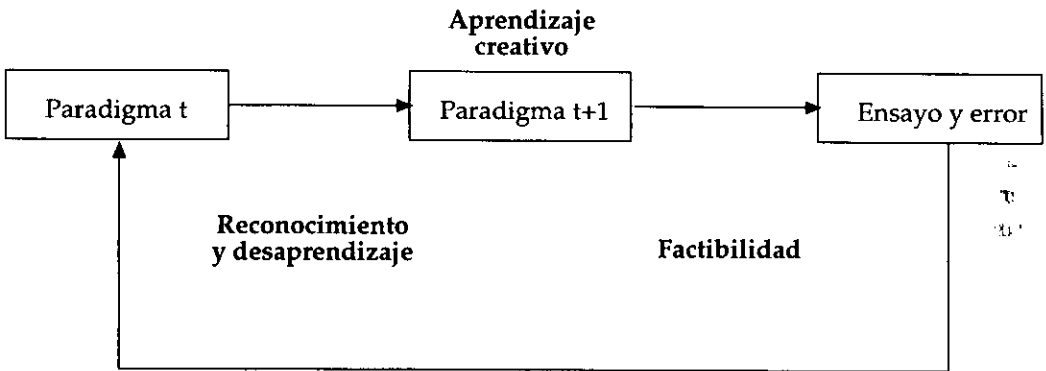 Aprendizaje
creativo
Paradigma t
Paradigma t+1
Ensayo y error
Reconocimiento
y desaprendizaje
Factibilidad